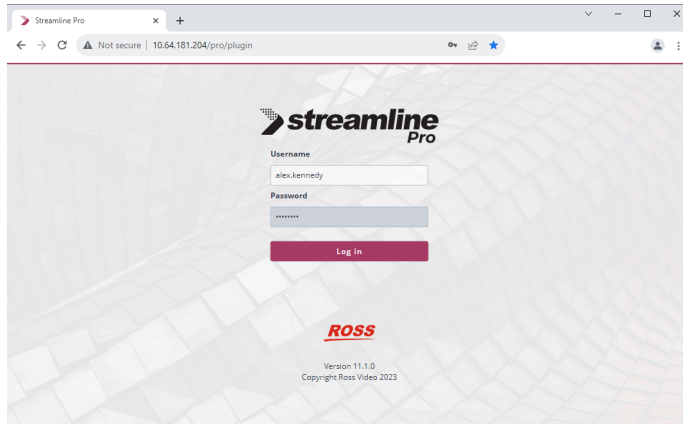 Streamline Pro
Not secure | 10.64.181.204/pro/plugin
streamline
Pro
Username
alex.kennedy
Password
••••••••
Log in
ROSS
Version 11.1.0
Copyright Ross Video 2023